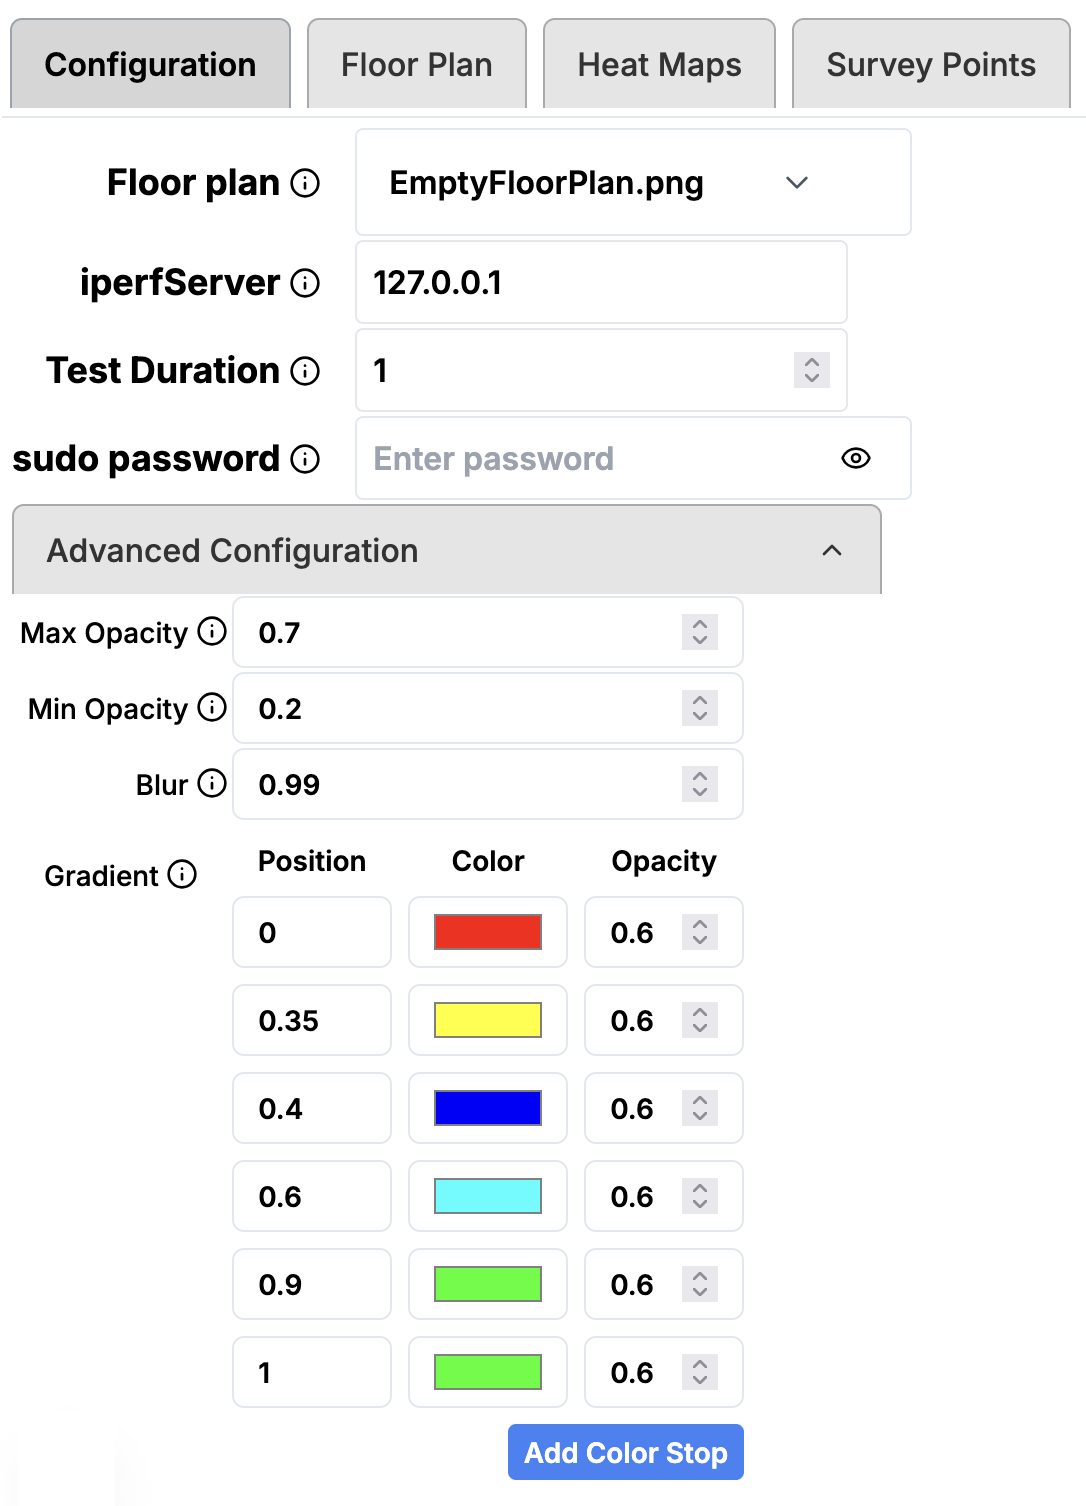 Configuration Floor Plan Heat Maps Survey Points
Floor plan EmptyFloorPlan.png
iperfServer 127.0.0.1
Test Duration 1
sudo password Enter password
Advanced Configuration
Max Opacity 0.7
Min Opacity 0.2
Blur 0.99
Gradient Position Color Opacity
0 0.6
0.35 0.6
0.4 0.6
0.6 0.6
0.9 0.6
1 0.6
Add Color Stop